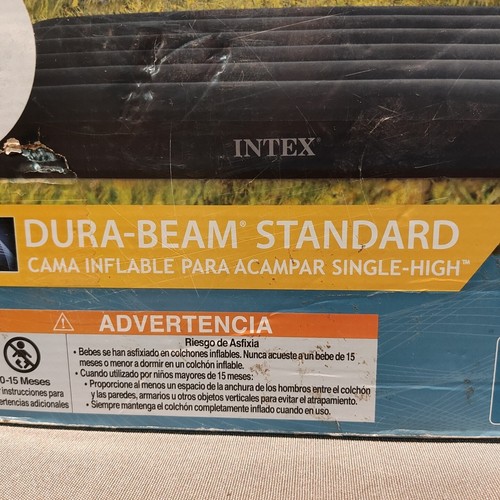 INTEX®
DURA-BEAM® STANDARD
CAMA INFLABLE PARA ACAMPAR SINGLE-HIGH™
ADVERTENCIA
Riesgo de Asfixia
• Bebes se han asfixiado en colchones inflables. Nunca acueste a un bebe de 15
meses o menor a dormir en un colchón inflable.
• Cuando utilizado por niños mayores de 15 meses:
• Proporcione al menos un espacio de la anchura de los hombros entre el colchón
y las paredes, armarios u otros objetos verticales para evitar el atrapamiento.
• Siempre mantenga el colchón completamente inflado cuando en uso.
0-15 Meses
instrucciones para
adicionales